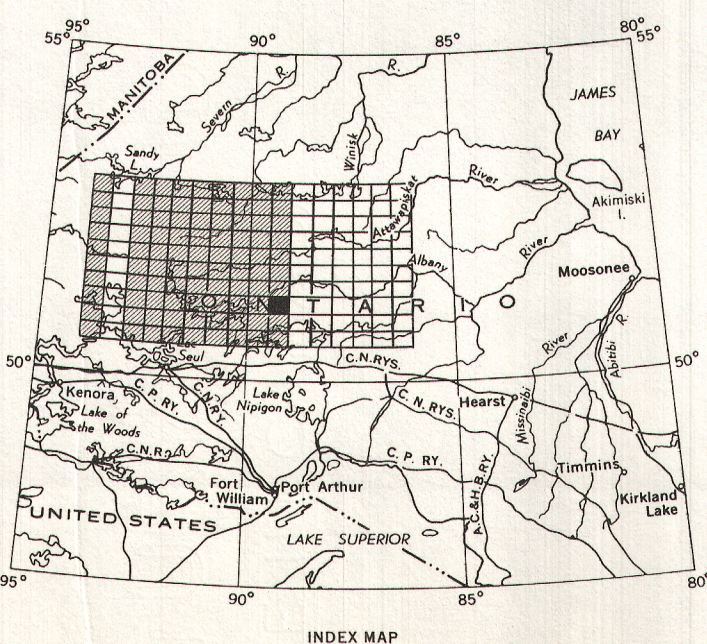 95°
90°
85°
80°
55°
55°
MANITOBA
Severn R.
R.
JAMES
BAY
Sandy
L.
Winisk
River
Attawapiskat
Akimiski
I.
River
Albany
Moosonee
ONTARIO
Seul
C.N.RYS.
River
Abitibi R.
50°
50°
Kenora
C. P. RY.
C.N.RY.
Lake
Nipigon
C. N. RYS.
Hearst
Missinaibi
Lake of
the Woods
C.N.R.
C. P. RY.
Timmins
Fort
William
Port Arthur
A.C.&H.B.RY.
Kirkland
Lake
UNITED STATES
LAKE SUPERIOR
95°
90°
85°
80°
INDEX MAP